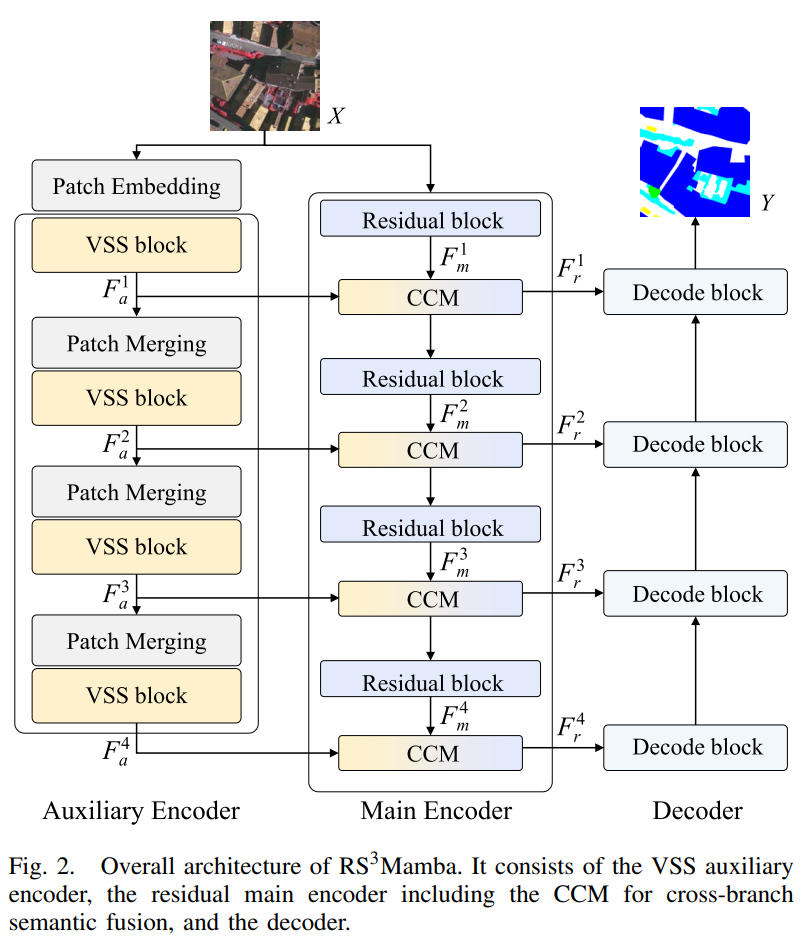 X
Patch Embedding
VSS block
F_a^1
Patch Merging
VSS block
F_a^2
Patch Merging
VSS block
F_a^3
Patch Merging
VSS block
F_a^4
Auxiliary Encoder
Residual block
F_m^1
CCM
Residual block
F_m^2
CCM
Residual block
F_m^3
CCM
Residual block
F_m^4
CCM
Main Encoder
F_r^1
F_r^2
F_r^3
F_r^4
Y
Decode block
Decode block
Decode block
Decode block
Decoder
Fig. 2. Overall architecture of RS³Mamba. It consists of the VSS auxiliary
encoder, the residual main encoder including the CCM for cross-branch
semantic fusion, and the decoder.